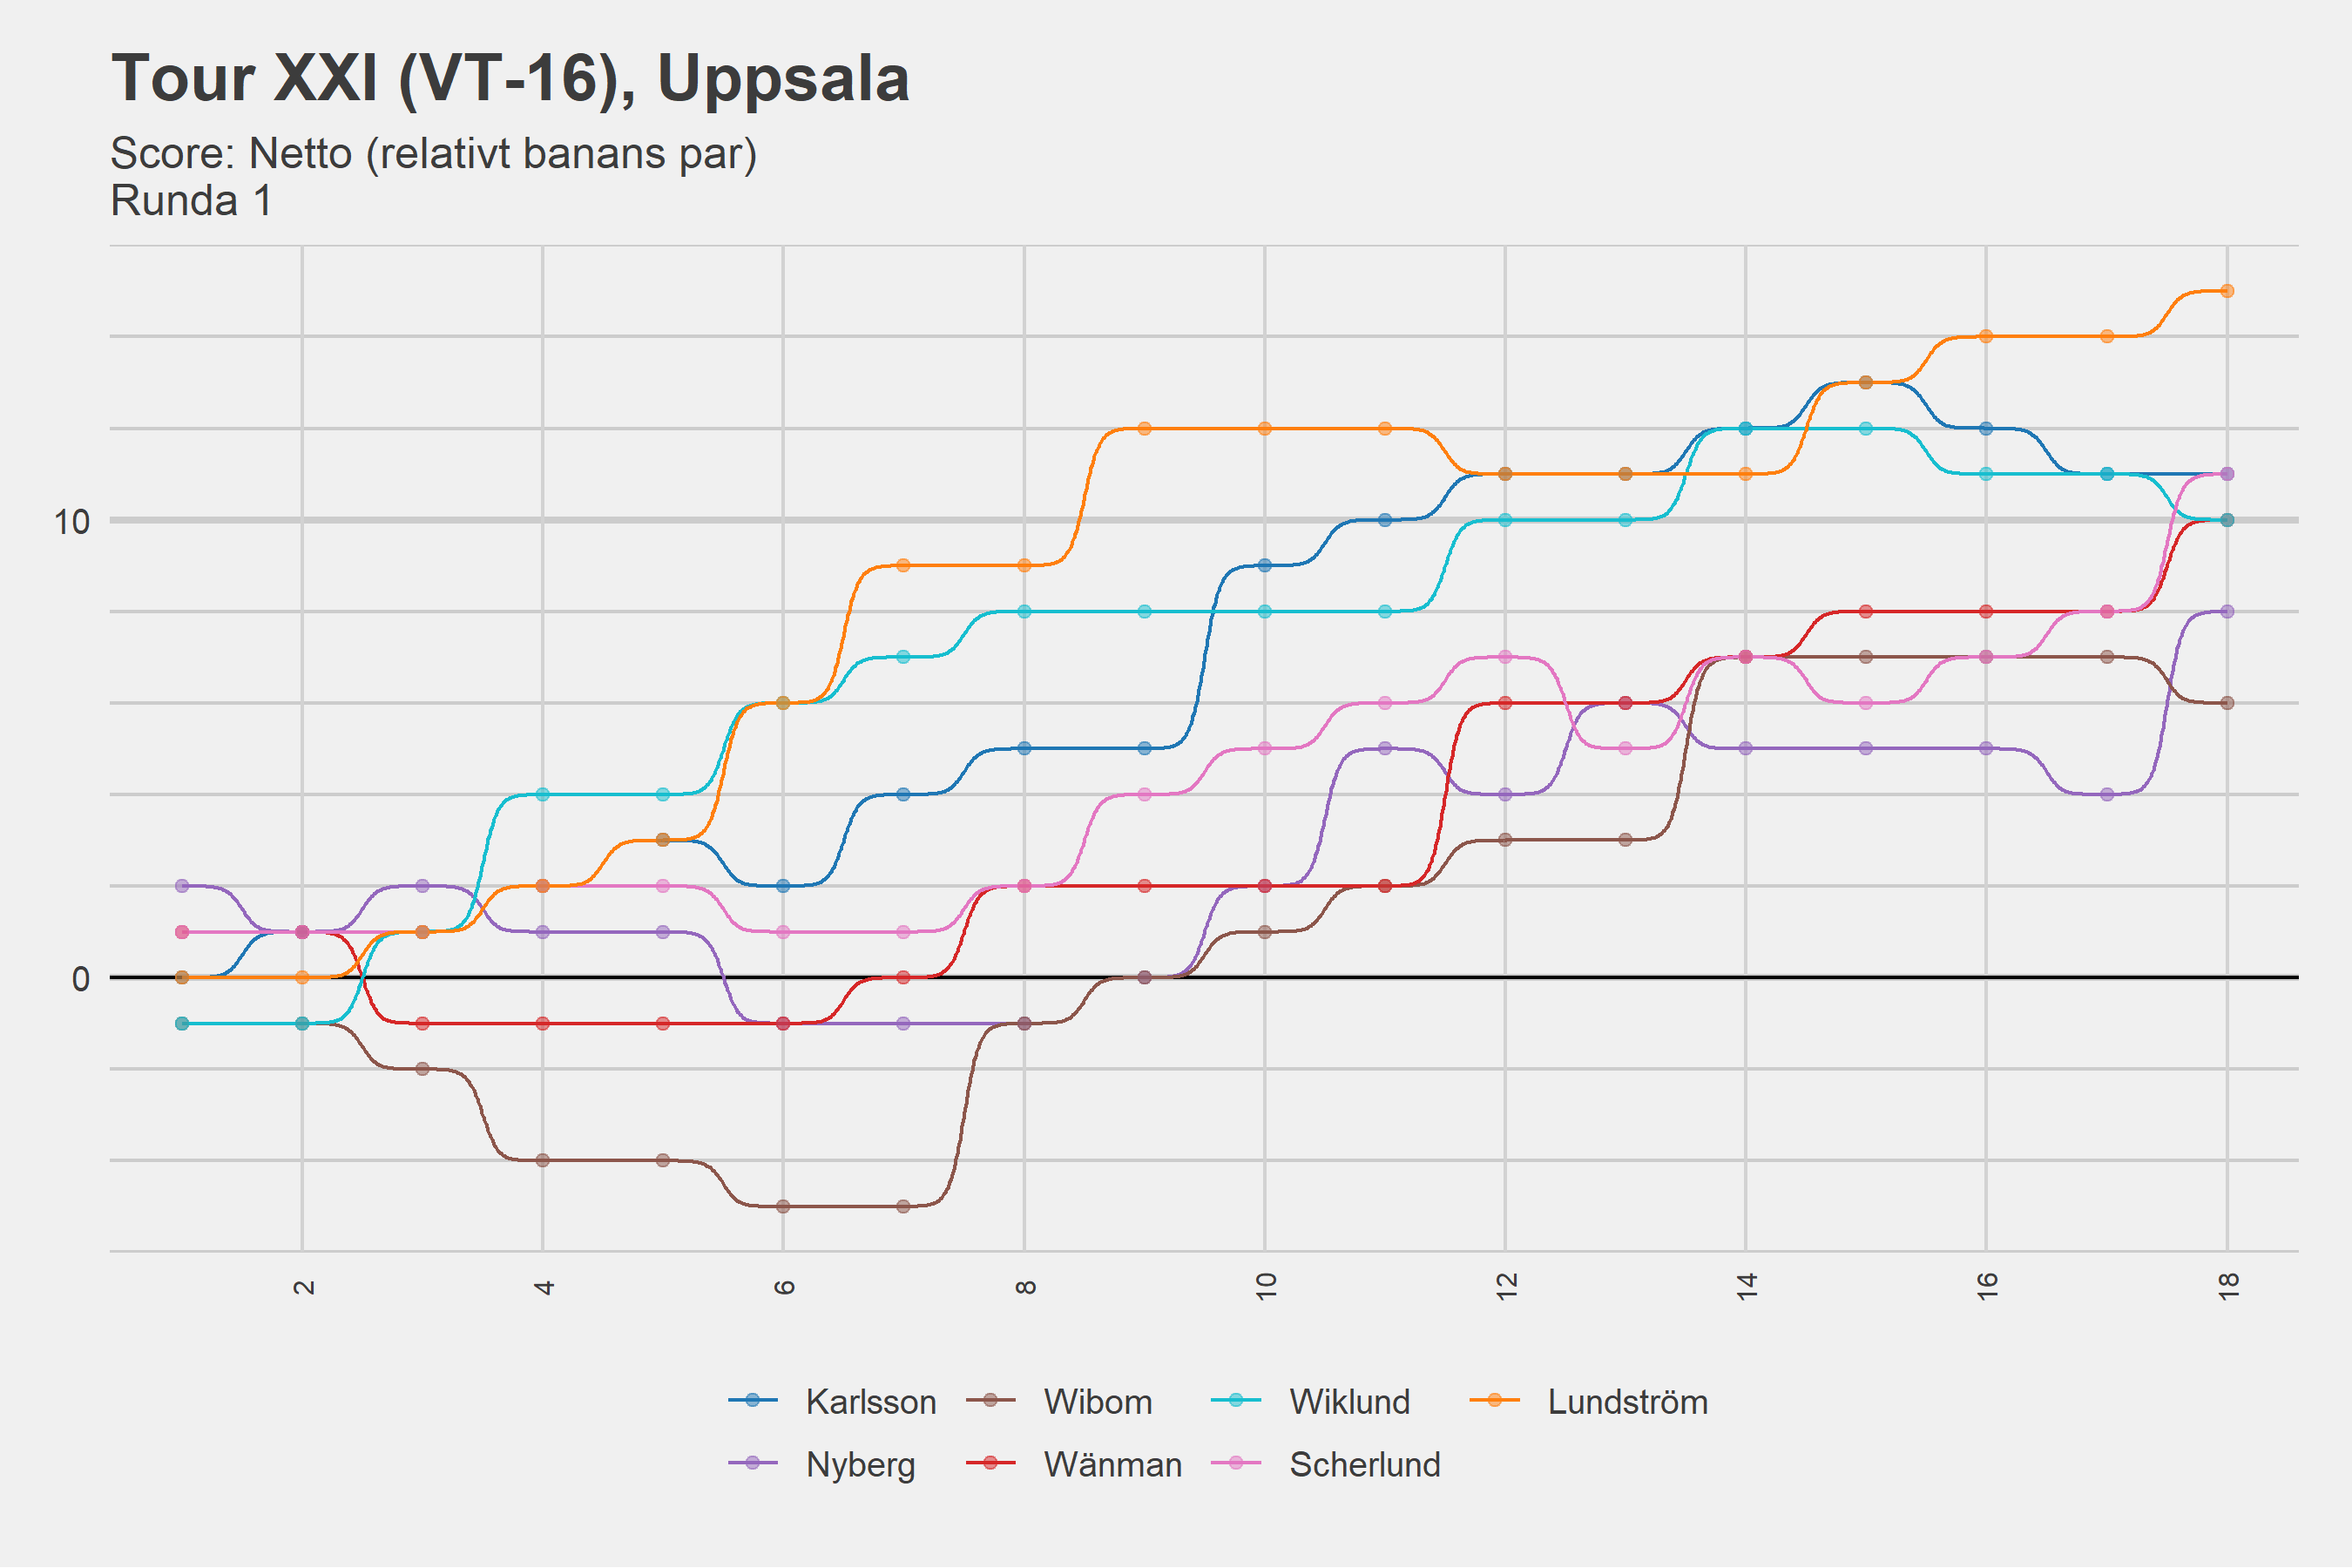 Tour XXI (VT-16), Uppsala
Score: Netto (relativt banans par)
Runda 1
10
0
2 4 6 8 10 12 14 16 18
Karlsson Wibom Wiklund Lundström
Nyberg Wänman Scherlund